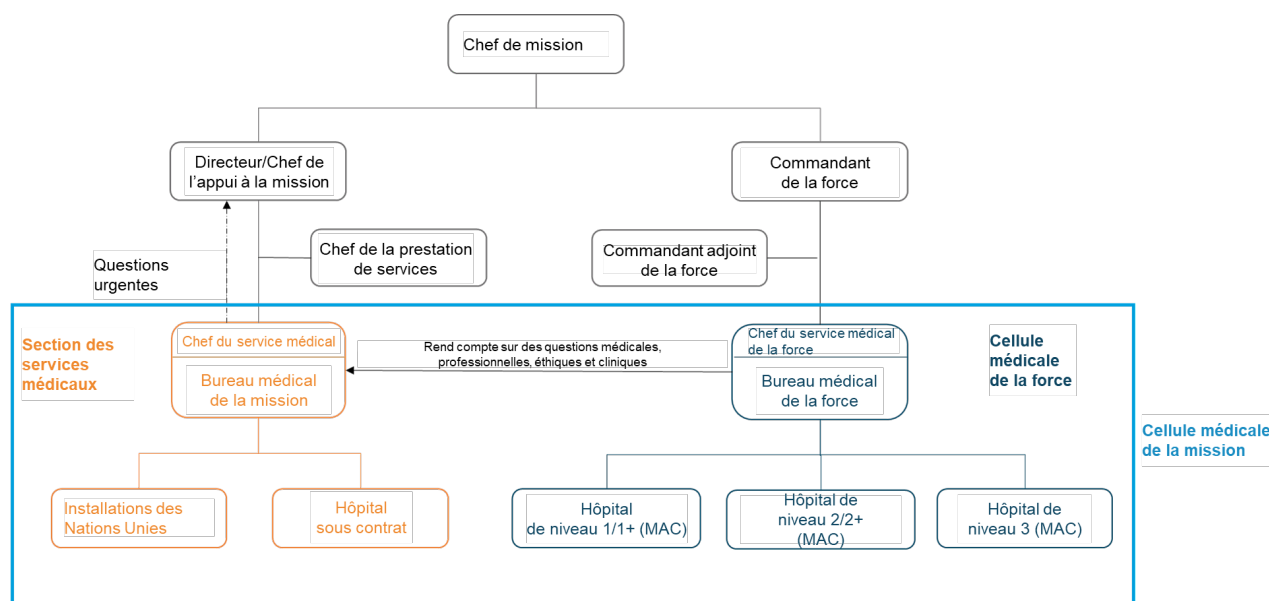 Chef de mission
Directeur/Chef de
l’appui à la mission
Commandant
de la force
Chef de la prestation
de services
Commandant adjoint
de la force
Questions
urgentes
Section des
services
médicaux
Chef du service médical
Bureau médical
de la mission
Rend compte sur des questions médicales,
professionnelles, éthiques et cliniques
Chef du service médical
de la force
Bureau médical
de la force
Cellule
médicale
de la force
Cellule médicale
de la mission
Installations des
Nations Unies
Hôpital
sous contrat
Hôpital
de niveau 1/1+ (MAC)
Hôpital de
niveau 2/2+
(MAC)
Hôpital de
niveau 3 (MAC)